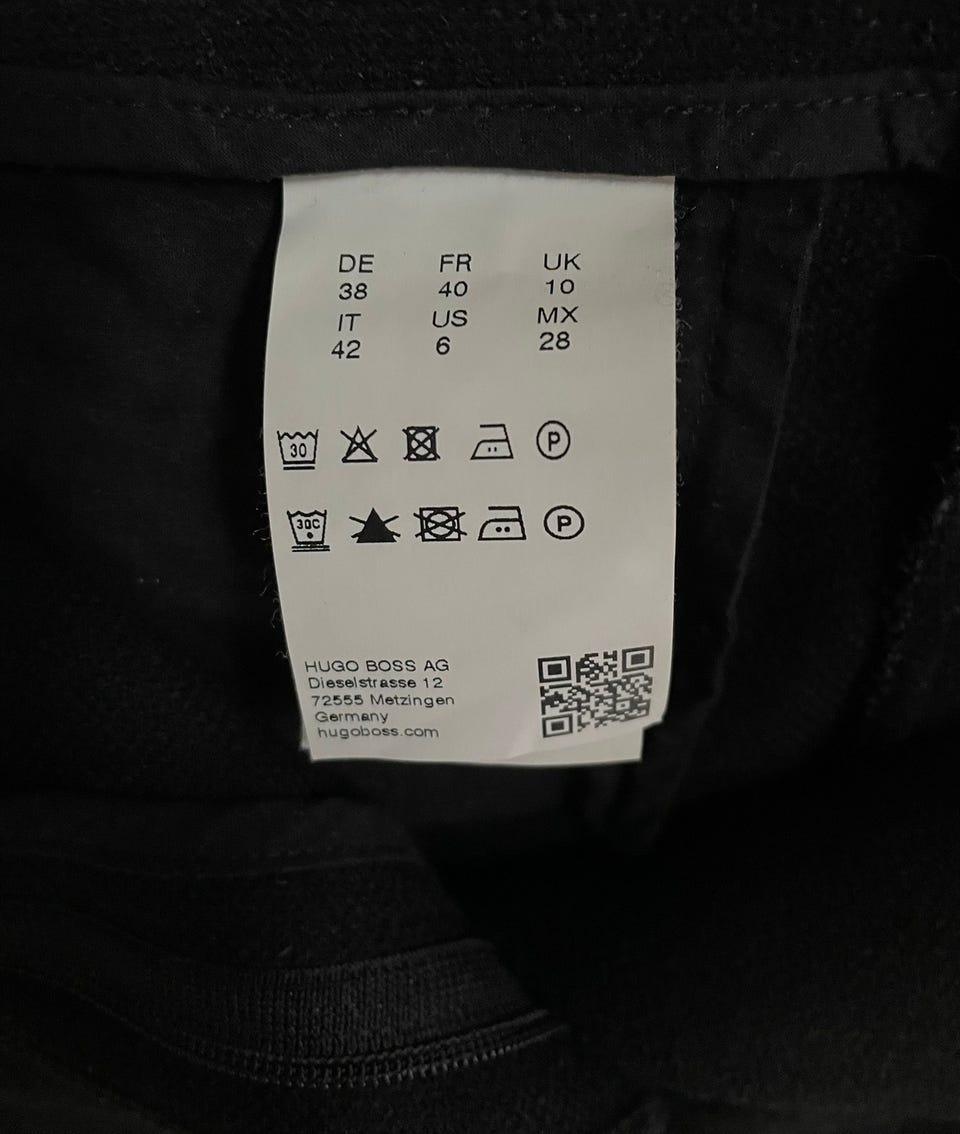 DE FR UK
38 40 10
IT US MX
42 6 28
30 P
30C P
HUGO BOSS AG
Dieselstrasse 12
72555 Metzingen
Germany
hugoboss.com